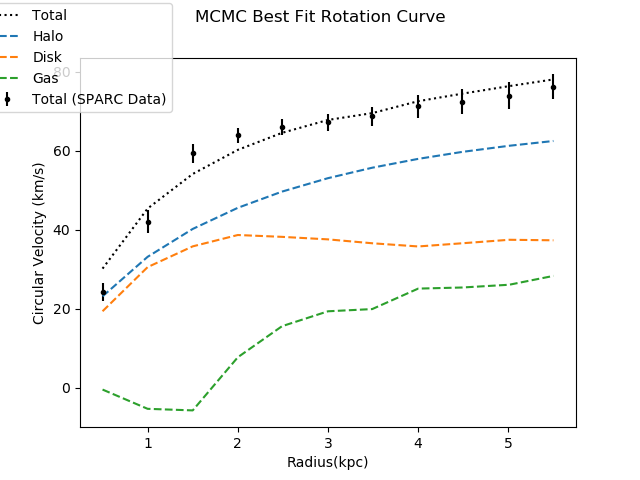 MCMC Best Fit Rotation Curve
Total
Halo
Disk
Gas
Total (SPARC Data)
80
60
40
20
0
Circular Velocity (km/s)
1 2 3 4 5
Radius(kpc)